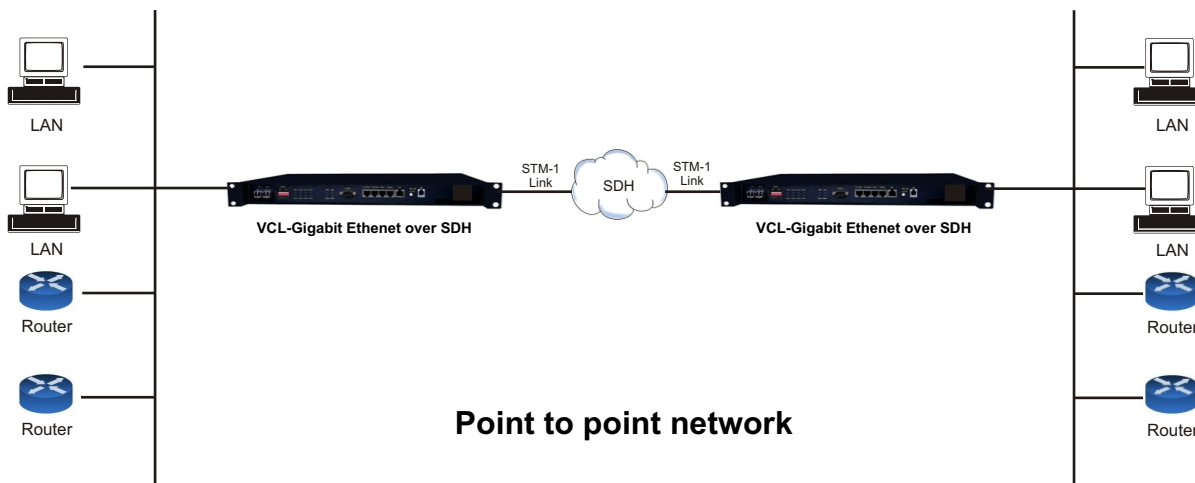 LAN
LAN
Router
Router
VCL-Gigabit Ethenet over SDH
STM-1
Link
SDH
STM-1
Link
VCL-Gigabit Ethenet over SDH
LAN
LAN
Router
Router
Point to point network